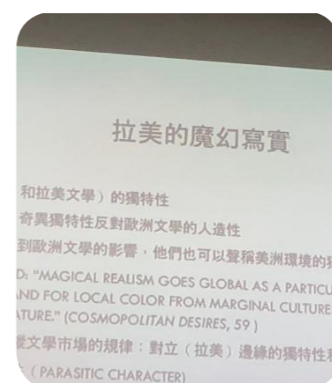 拉美的魔幻寫實
和拉美文學）的獨特性
奇異獨特性反對歐洲文學的人造性
到歐洲文學的影響，他們也可以聲稱美洲環境的
D: "MAGICAL REALISM GOES GLOBAL AS A
AND FOR LOCAL COLOR FROM MARGINAL CULTURE
ATURE." (COSMOPOLITAN DESIRES, 59 )
文學市場的規律：對立（拉美）邊緣的獨特性
（PARASITIC CHARACTER)